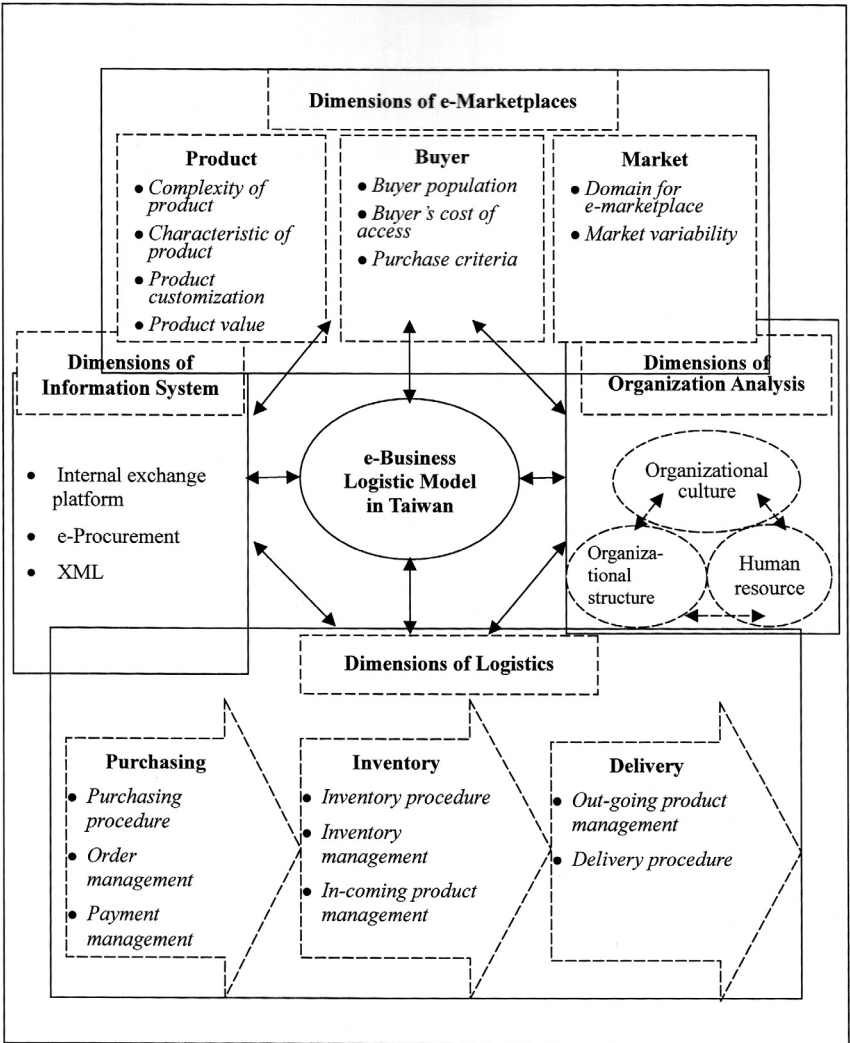 Dimensions of e-Marketplaces
Product
● Complexity of
product
● Characteristic of
product
● Product
customization
● Product value
Buyer
● Buyer population
● Buyer's cost of
access
● Purchase criteria
Market
● Domain for
e-marketplace
● Market variability
Dimensions of
Information System
● Internal exchange
platform
● e-Procurement
● XML
e-Business
Logistic Model
in Taiwan
Dimensions of
Organization Analysis
Organizational
culture
Organiza-
tional
structure
Human
resource
Dimensions of Logistics
Purchasing
● Purchasing
procedure
● Order
management
● Payment
management
Inventory
● Inventory procedure
● Inventory
management
● In-coming product
management
Delivery
● Out-going product
management
● Delivery procedure